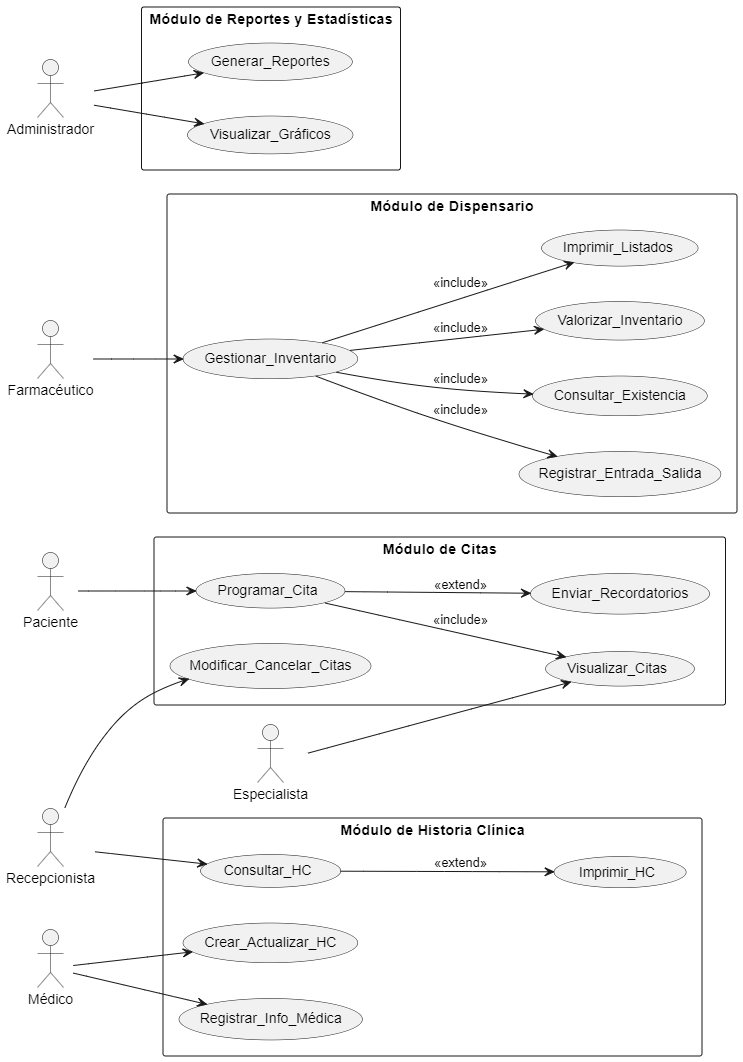 Módulo de Reportes y Estadísticas
Generar_Reportes
Administrador
Visualizar_Gráficos
Módulo de Dispensario
Imprimir_Listados
«include»
Valorizar_Inventario
«include»
Gestionar_Inventario
Farmacéutico
«include»
Consultar_Existencia
«include»
Registrar_Entrada_Salida
Módulo de Citas
Programar_Cita
«extend»
Enviar_Recordatorios
Paciente
«include»
Modificar_Cancelar_Citas
Visualizar_Citas
Especialista
Módulo de Historia Clínica
Recepcionista
Consultar_HC
«extend»
Imprimir_HC
Crear_Actualizar_HC
Médico
Registrar_Info_Médica